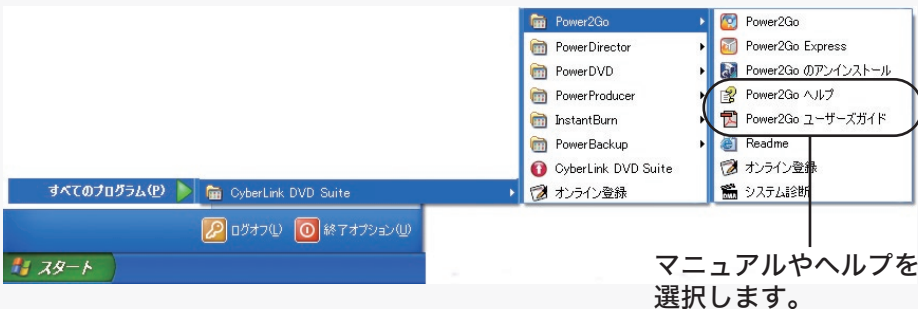 Power2Go
PowerDirector
PowerDVD
PowerProducer
InstantBurn
PowerBackup
CyberLink DVD Suite
オンライン登録
Power2Go
Power2Go Express
Power2Go のアンインストール
Power2Go ヘルプ
Power2Go ユーザーズガイド
Readme
オンライン登録
システム診断
すべてのプログラム(P)
CyberLink DVD Suite
ログオフ(L)
終了オプション(U)
スタート
マニュアルやヘルプを
選択します。